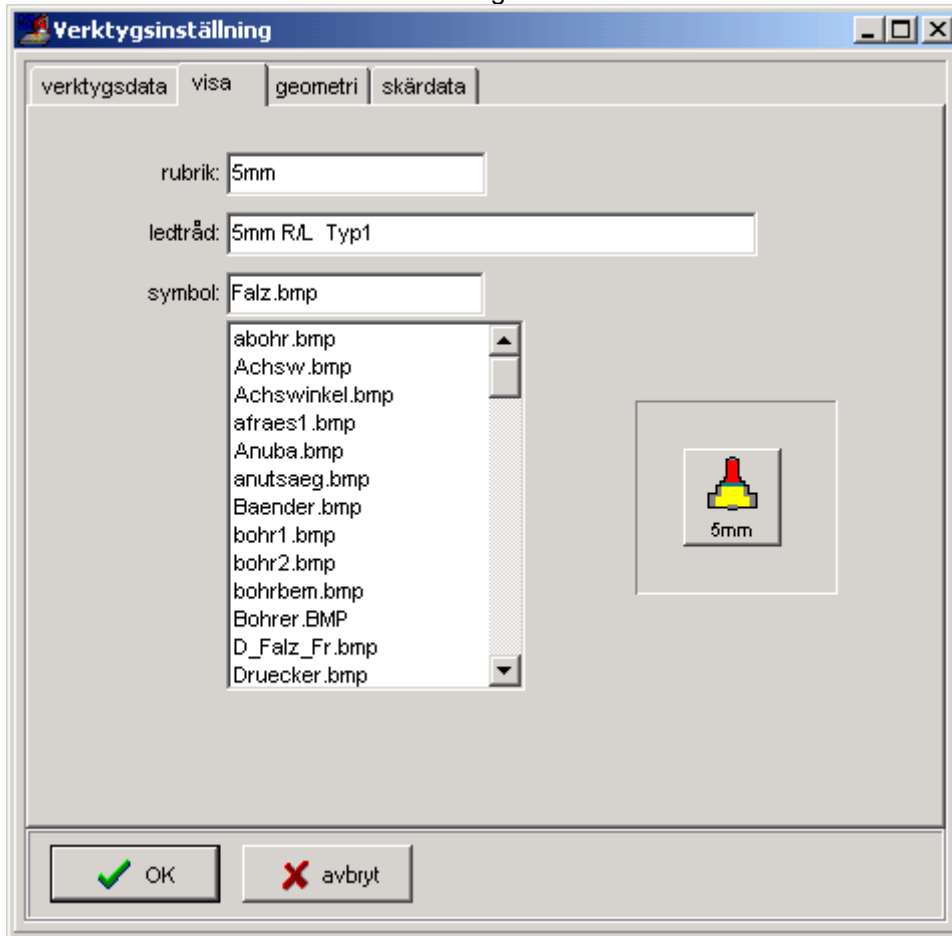 Verktygsinställning
verktygsdata visa geometri skärdata
rubrik: 5mm
ledtråd: 5mm R/L Typ1
symbol: Falz.bmp
abohr.bmp
Achsw.bmp
Achswinkel.bmp
afraes1.bmp
Anuba.bmp
anutsaeg.bmp
Baender.bmp
bohr1.bmp
bohr2.bmp
bohrbem.bmp
Bohrer.BMP
D_Falz_Fr.bmp
Druecker.bmp
5mm
OK avbryt